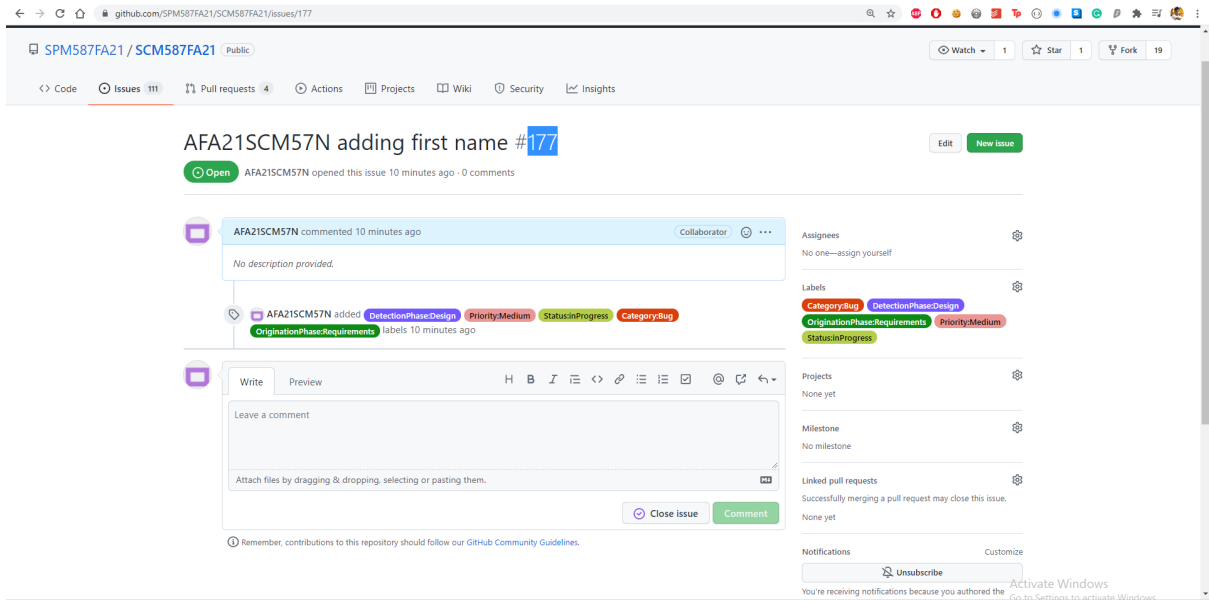 github.com/SPM587FA21/SCM587FA21/issues/177
SPM587FA21 / SCM587FA21 Public
Watch 1 Star 1 Fork 19
Code Issues 111 Pull requests 4 Actions Projects Wiki Security Insights
AFA21SCM57N adding first name #177
Edit New issue
Open AFA21SCM57N opened this issue 10 minutes ago · 0 comments
AFA21SCM57N commented 10 minutes ago Collaborator
No description provided.
AFA21SCM57N added DetectionPhase:Design Priority:Medium Status:inProgress Category:Bug
OriginationPhase:Requirements labels 10 minutes ago
Write Preview
Leave a comment
Attach files by dragging & dropping, selecting or pasting them.
Close issue Comment
Remember, contributions to this repository should follow our GitHub Community Guidelines.
Assignees
No one—assign yourself
Labels
Category:Bug DetectionPhase:Design
OriginationPhase:Requirements Priority:Medium
Status:inProgress
Projects
None yet
Milestone
No milestone
Linked pull requests
Successfully merging a pull request may close this issue.
None yet
Notifications Customize
Unsubscribe
You're receiving notifications because you authored the
Activate Windows
Go to Settings to activate Windows.